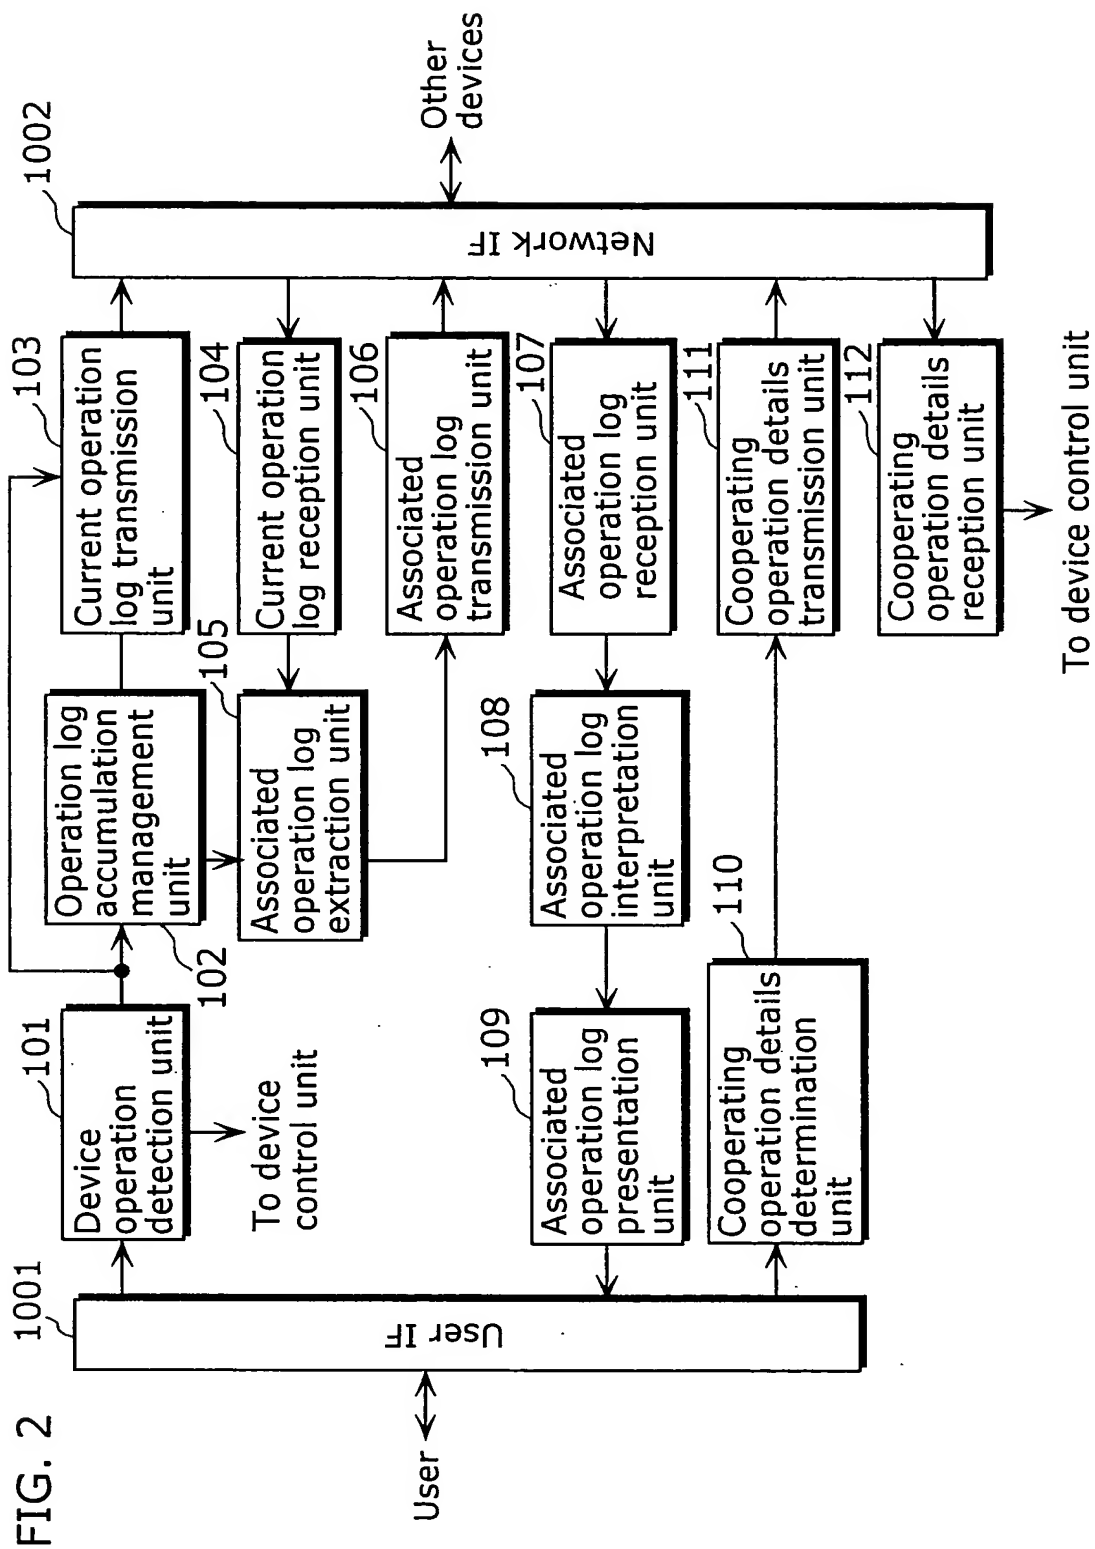 FIG. 2
User
1001
User IF
101
Device
operation
detection unit
To device
control unit
102
Operation log
accumulation
management
unit
103
Current operation
log transmission
unit
104
Current operation
log reception unit
105
Associated
operation log
extraction unit
106
Associated
operation log
transmission unit
107
Associated
operation log
reception unit
108
Associated
operation log
interpretation
unit
109
Associated
operation log
presentation
unit
110
Cooperating
operation details
determination
unit
111
Cooperating
operation details
transmission unit
112
Cooperating
operation details
reception unit
To device control unit
1002
Network IF
Other
devices